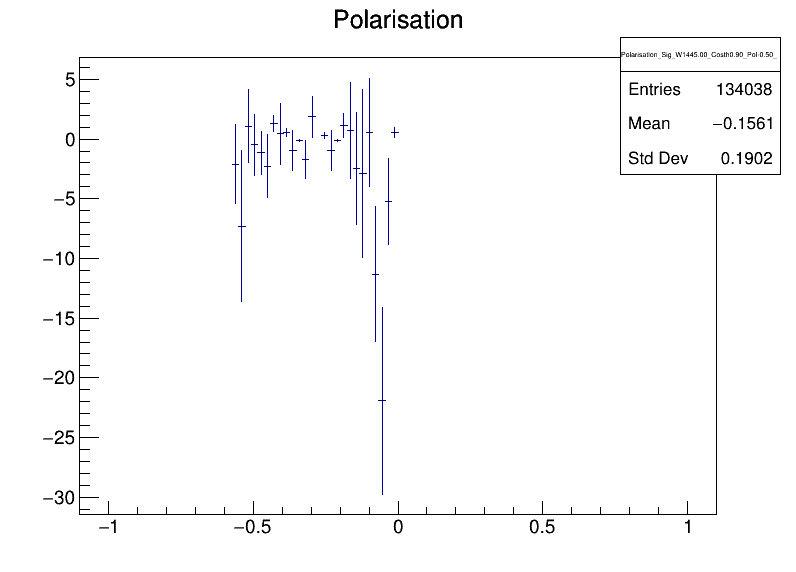 Polarisation
Polarisation_Sig_W1445.00_Costh0.90_Pol-0.50_
Entries 134038
Mean −0.1561
Std Dev 0.1902
5
0
−5
−10
−15
−20
−25
−30
−1 −0.5 0 0.5 1